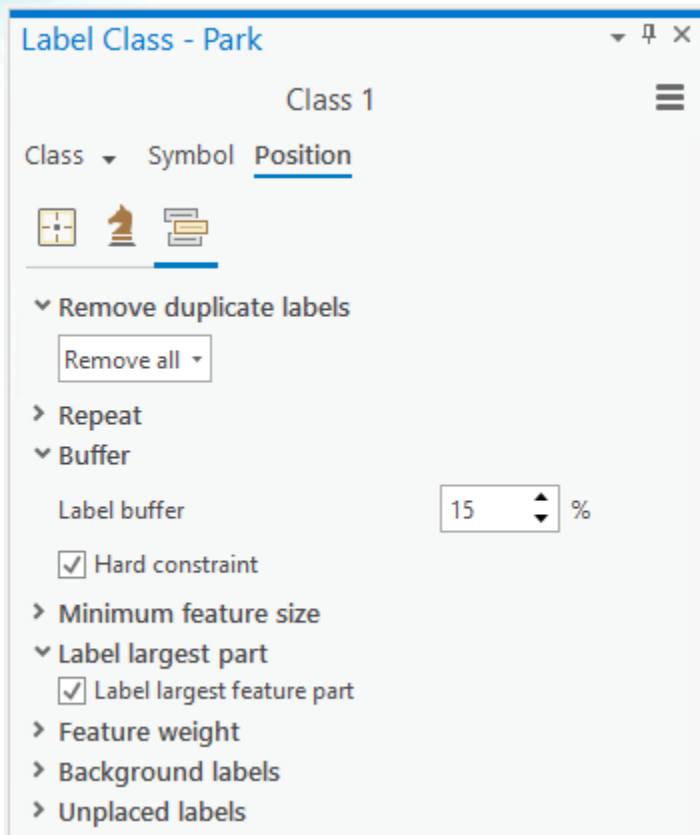 Label Class - Park
Class 1
Class Symbol Position
Remove duplicate labels
Remove all
Repeat
Buffer
Label buffer 15 %
Hard constraint
Minimum feature size
Label largest part
Label largest feature part
Feature weight
Background labels
Unplaced labels